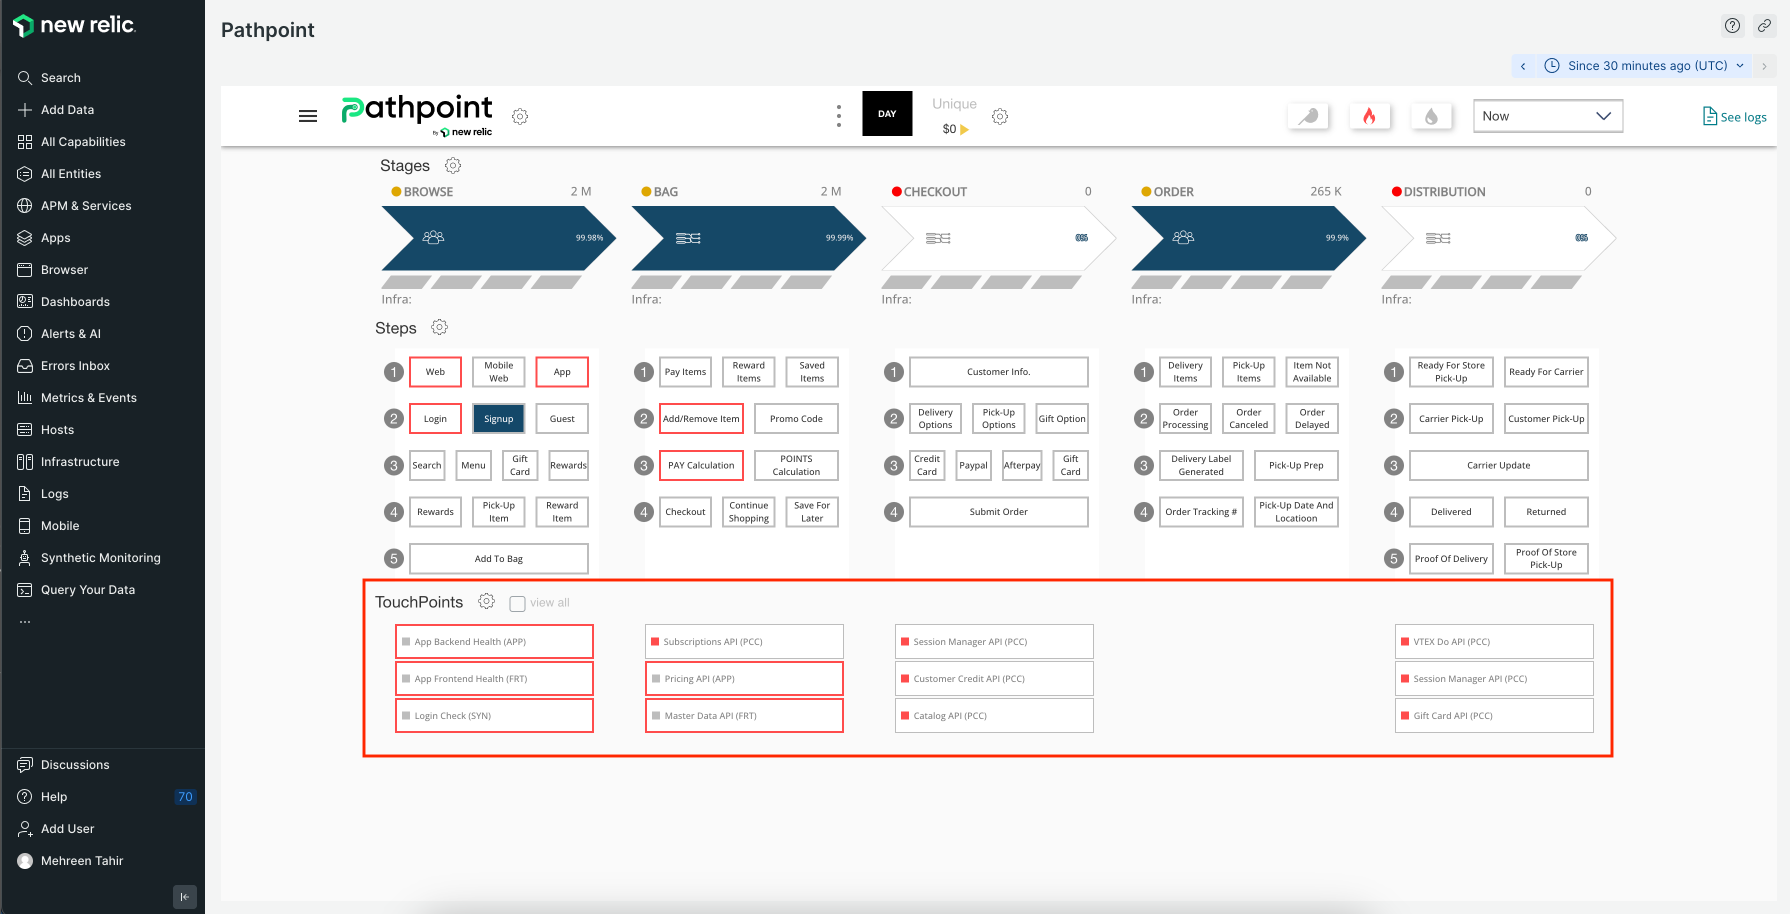 new relic.
Search
Add Data
All Capabilities
All Entities
APM & Services
Apps
Browser
Dashboards
Alerts & AI
Errors Inbox
Metrics & Events
Hosts
Infrastructure
Logs
Mobile
Synthetic Monitoring
Query Your Data
...
Discussions
Help 70
Add User
Mehreen Tahir
Pathpoint
Since 30 minutes ago (UTC)
Pathpoint
by new relic
DAY
Unique
$0
Now
See logs
Stages
BROWSE 2 M
BAG 2 M
CHECKOUT 0
ORDER 265 K
DISTRIBUTION 0
99.98%
99.99%
0%
99.9%
0%
Infra:
Infra:
Infra:
Infra:
Infra:
Steps
1 Web
Mobile
Web
App
2 Login Signup Guest
3 Search Menu
Gift
Card
Rewards
4 Rewards
Pick-Up
Item
Reward
Item
5 Add To Bag
1 Pay Items
Reward
Items
Saved
Items
2 Add/Remove Item Promo Code
3 PAY Calculation
POINTS
Calculation
4 Checkout
Continue
Shopping
Save For
Later
1 Customer Info.
2 Delivery
Options
Pick-Up
Options
Gift Option
3 Credit
Card
Paypal Afterpay
Gift
Card
4 Submit Order
1 Delivery
Items
Pick-Up
Items
Item Not
Available
2 Order
Processing
Order
Canceled
Order
Delayed
3 Delivery Label
Generated
Pick-Up Prep
4 Order Tracking #
Pick-Up Date And
Locatioon
1 Ready For Store
Pick-Up
Ready For Carrier
2 Carrier Pick-Up Customer Pick-Up
3 Carrier Update
4 Delivered Returned
5 Proof Of Delivery
Proof Of Store
Pick-Up
TouchPoints view all
App Backend Health (APP)
App Frontend Health (FRT)
Login Check (SYN)
Subscriptions API (PCC)
Pricing API (APP)
Master Data API (FRT)
Session Manager API (PCC)
Customer Credit API (PCC)
Catalog API (PCC)
VTEX Do API (PCC)
Session Manager API (PCC)
Gift Card API (PCC)